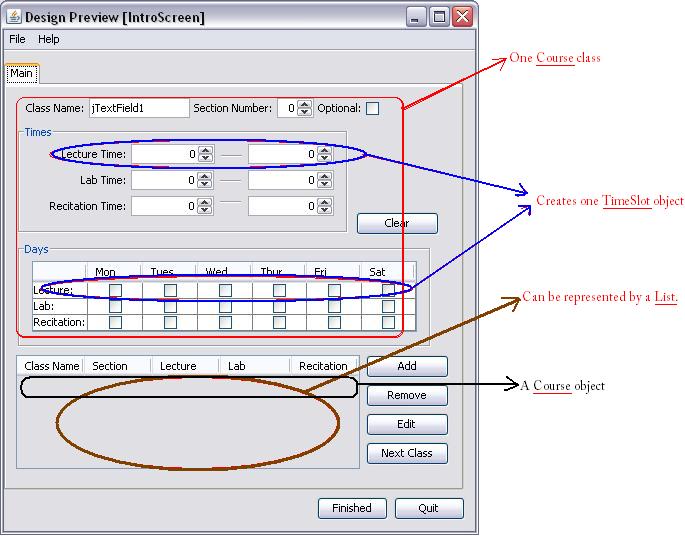 Design Preview [IntroScreen]
File Help
Main
One Course class
Class Name: jTextField1 Section Number: 0 Optional:
Times
Lecture Time: 0 0
Lab Time: 0 0
Recitation Time: 0 0
Creates one TimeSlot object
Clear
Days
Mon Tues Wed Thur Fri Sat
Lecture:
Lab:
Recitation:
Can be represented by a List.
Class Name Section Lecture Lab Recitation
Add
A Course object
Remove
Edit
Next Class
Finished Quit